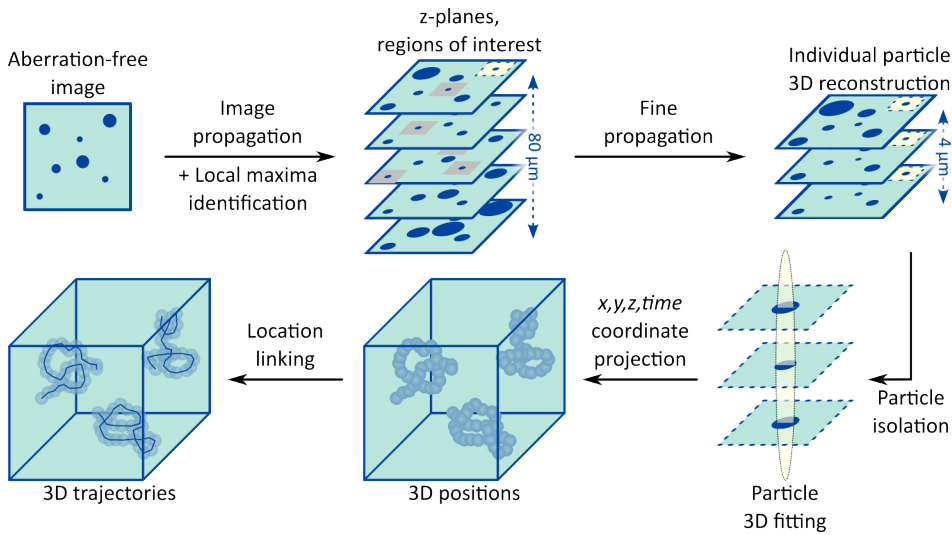 Aberration-free
image
Image
propagation
+ Local maxima
identification
z-planes,
regions of interest
80 µm
Fine
propagation
Individual particle
3D reconstruction
4 µm
Particle
isolation
Particle
3D fitting
x,y,z,time
coordinate
projection
3D positions
Location
linking
3D trajectories